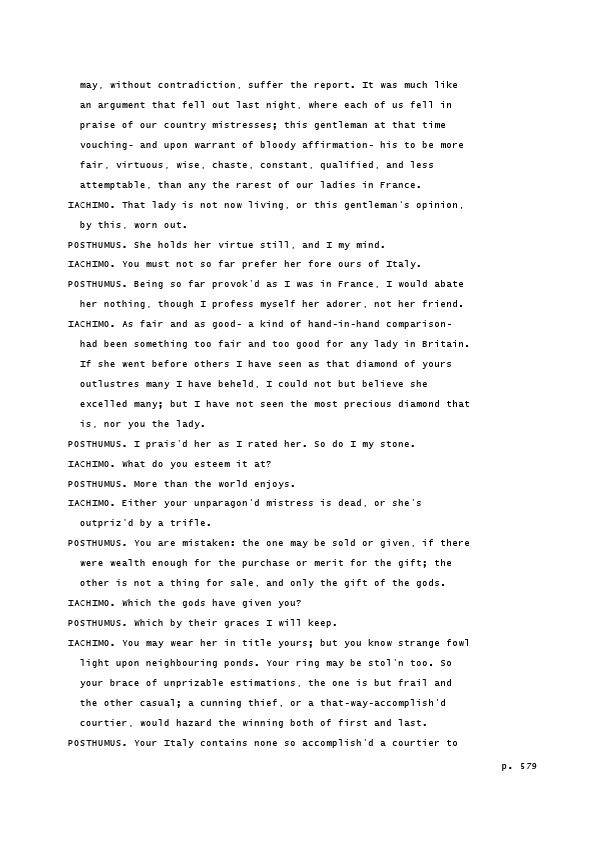 may, without contradiction, suffer the report. It was much like
an argument that fell out last night, where each of us fell in
praise of our country mistresses; this gentleman at that time
vouching- and upon warrant of bloody affirmation- his to be more
fair, virtuous, wise, chaste, constant, qualified, and less
attemptable, than any the rarest of our ladies in France.
IACHIMO. That lady is not now living, or this gentleman's opinion,
by this, worn out.
POSTHUMUS. She holds her virtue still, and I my mind.
IACHIMO. You must not so far prefer her fore ours of Italy.
POSTHUMUS. Being so far provok'd as I was in France, I would abate
her nothing, though I profess myself her adorer, not her friend.
IACHIMO. As fair and as good- a kind of hand-in-hand comparison-
had been something too fair and too good for any lady in Britain.
If she went before others I have seen as that diamond of yours
outlustres many I have beheld, I could not but believe she
excelled many; but I have not seen the most precious diamond that
is, nor you the lady.
POSTHUMUS. I prais'd her as I rated her. So do I my stone.
IACHIMO. What do you esteem it at?
POSTHUMUS. More than the world enjoys.
IACHIMO. Either your unparagon'd mistress is dead, or she's
outpriz'd by a trifle.
POSTHUMUS. You are mistaken: the one may be sold or given, if there
were wealth enough for the purchase or merit for the gift; the
other is not a thing for sale, and only the gift of the gods.
IACHIMO. Which the gods have given you?
POSTHUMUS. Which by their graces I will keep.
IACHIMO. You may wear her in title yours; but you know strange fowl
light upon neighbouring ponds. Your ring may be stol'n too. So
your brace of unprizable estimations, the one is but frail and
the other casual; a cunning thief, or a that-way-accomplish'd
courtier, would hazard the winning both of first and last.
POSTHUMUS. Your Italy contains none so accomplish'd a courtier to
p. 579